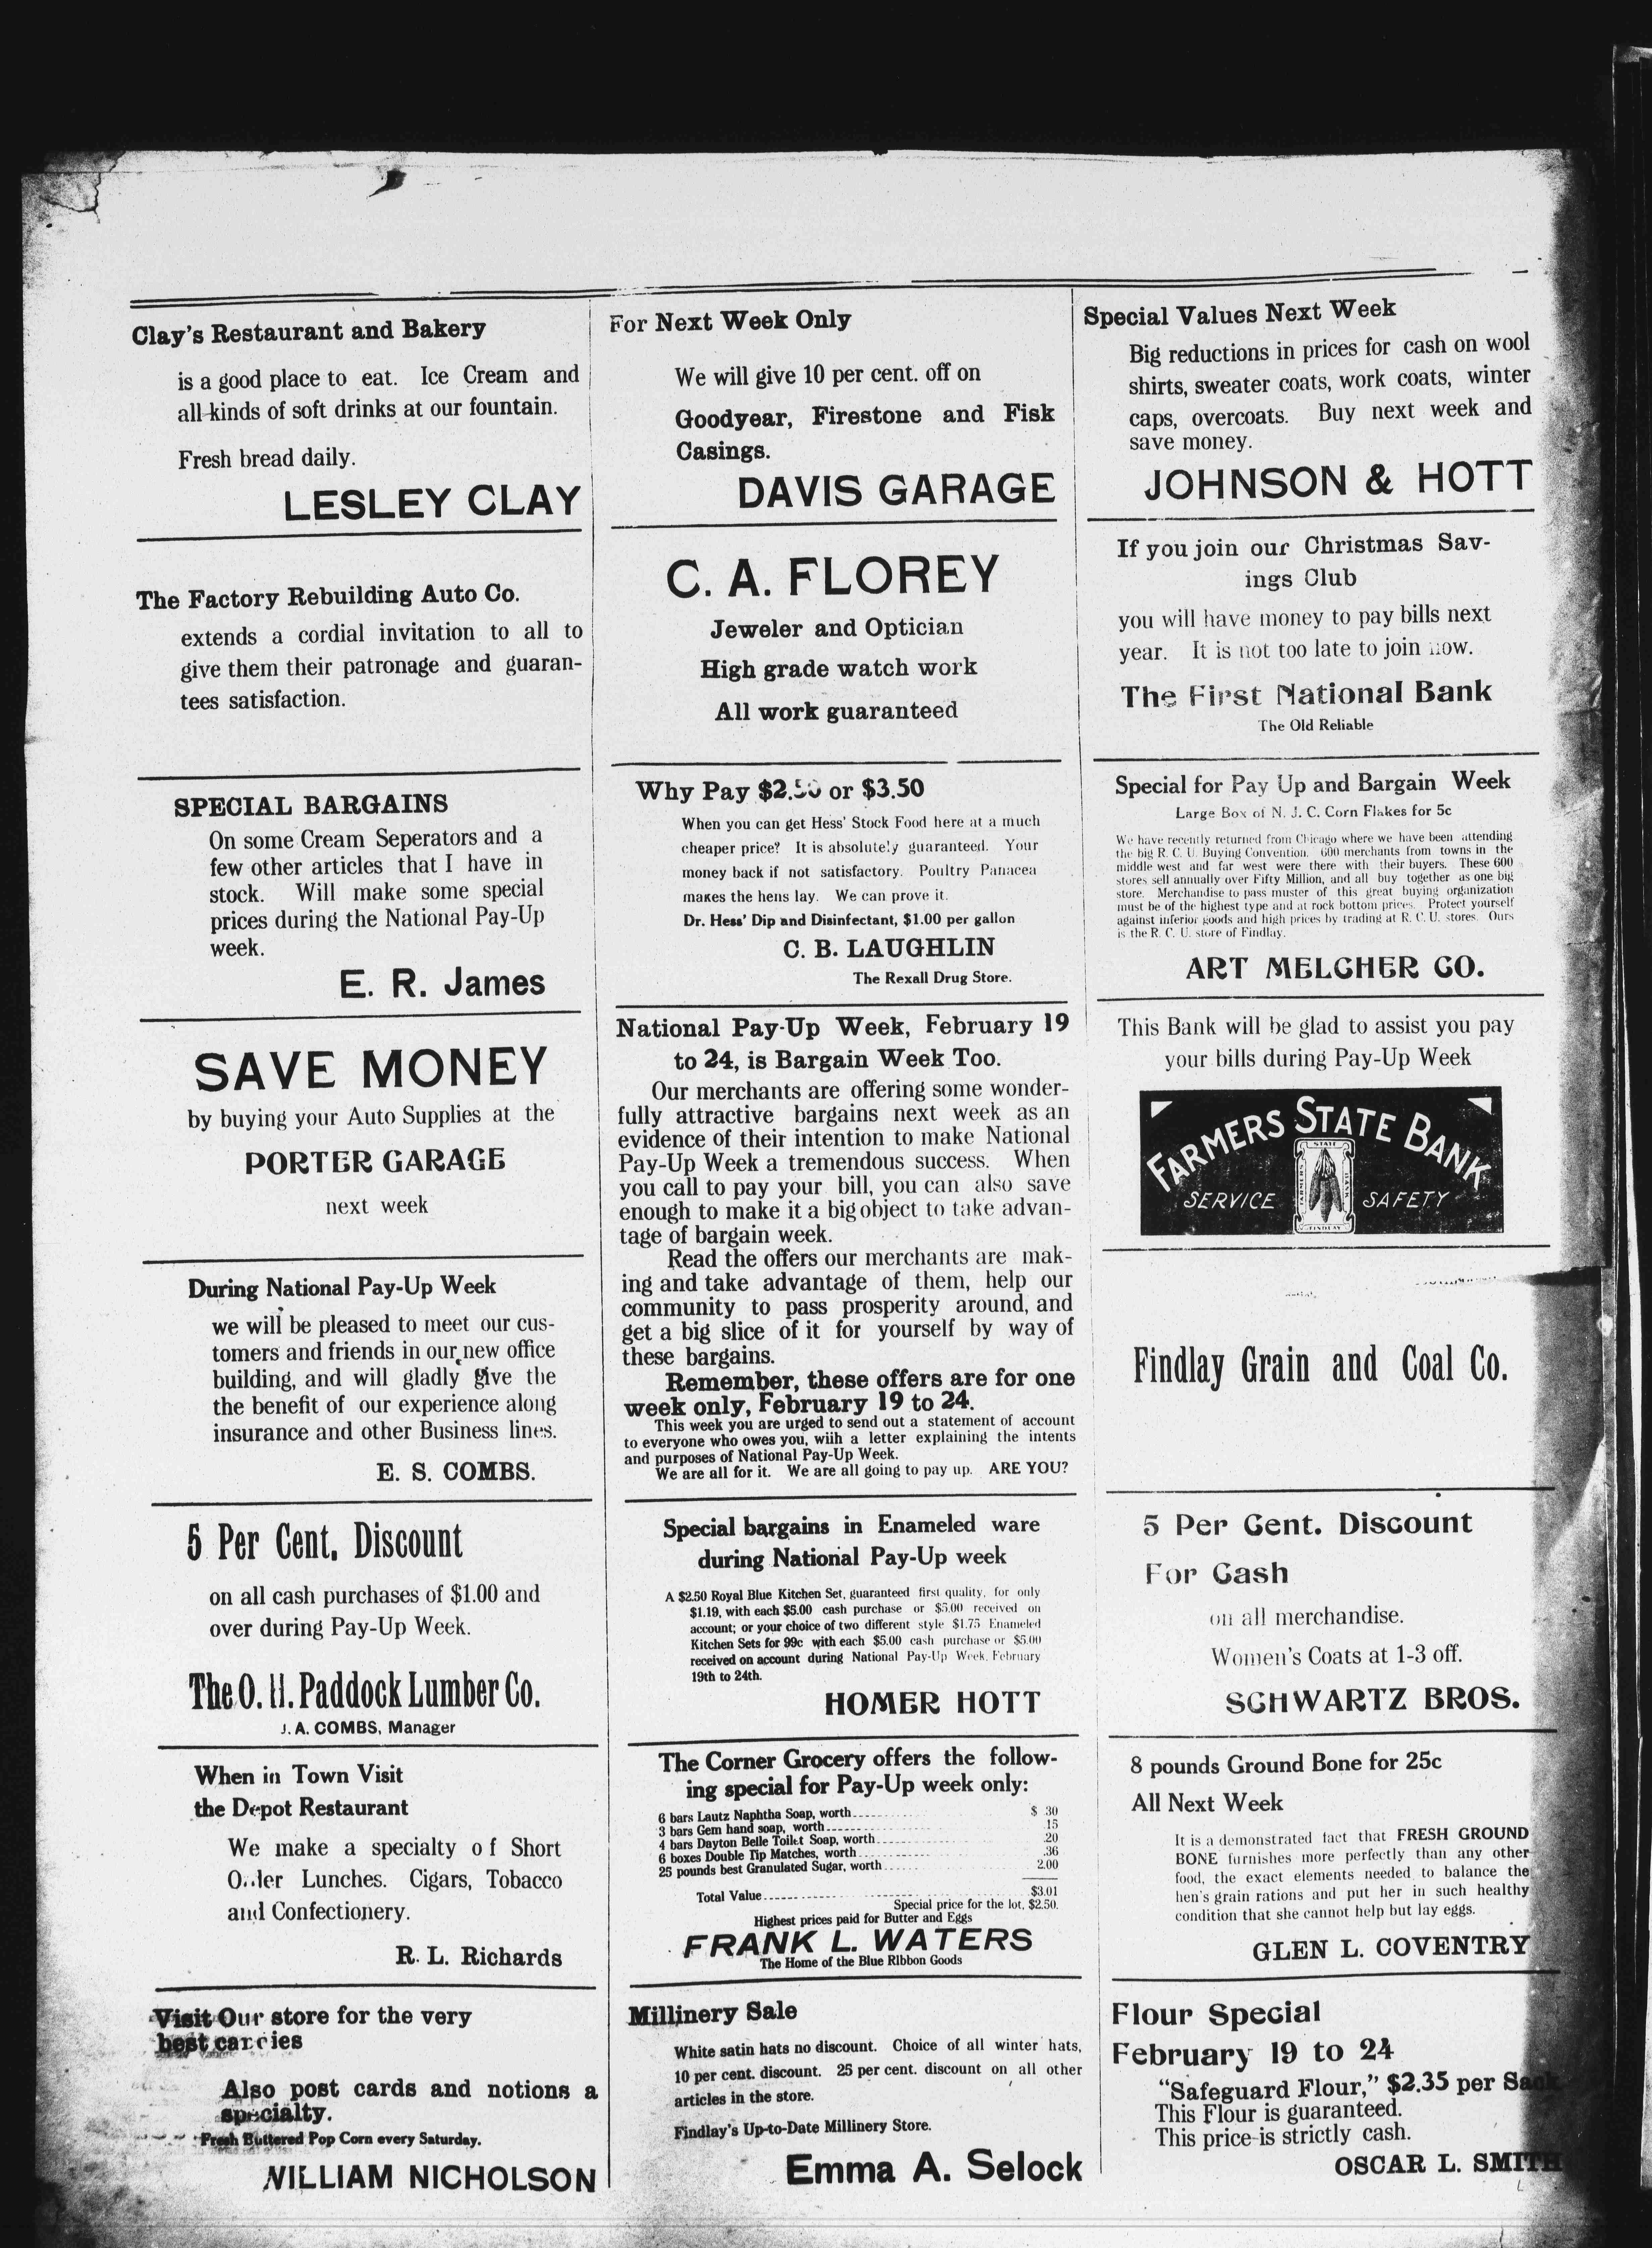 Clay's Restaurant and Bakery
is a good place to eat. Ice Cream and
all kinds of soft drinks at our fountain.
Fresh bread daily.
LESLEY CLAY
The Factory Rebuilding Auto Co.
extends a cordial invitation to all to
give them their patronage and guaran-
tees satisfaction.
SPECIAL BARGAINS
On some Cream Seperators and a
few other articles that I have in
stock. Will make some special
prices during the National Pay-Up
week.
E. R. James
SAVE MONEY
by buying your Auto Supplies at the
PORTER GARAGE
next week
During National Pay-Up Week
we will be pleased to meet our cus-
tomers and friends in our new office
building, and will gladly give the
the benefit of our experience along
insurance and other Business lines.
E. S. COMBS.
5 Per Cent. Discount
on all cash purchases of $1.00 and
over during Pay-Up Week.
The O. H. Paddock Lumber Co.
J. A. COMBS, Manager
When in Town Visit
the Depot Restaurant
We make a specialty of Short
Order Lunches. Cigars, Tobacco
and Confectionery.
R. L. Richards
Visit Our store for the very
best carries
Also post cards and notions a
specialty.
Fresh Buttered Pop Corn every Saturday.
WILLIAM NICHOLSON
For Next Week Only
We will give 10 per cent. off on
Goodyear, Firestone and Fisk
Casings.
DAVIS GARAGE
C. A. FLOREY
Jeweler and Optician
High grade watch work
All work guaranteed
Why Pay $2.50 or $3.50
When you can get Hess' Stock Food here at a much
cheaper price? It is absolutely guaranteed. Your
money back if not satisfactory. Poultry Panacea
makes the hens lay. We can prove it.
Dr. Hess' Dip and Disinfectant, $1.00 per gallon
C. B. LAUGHLIN
The Rexall Drug Store.
National Pay-Up Week, February 19
to 24, is Bargain Week Too.
Our merchants are offering some wonder-
fully attractive bargains next week as an
evidence of their intention to make National
Pay-Up Week a tremendous success. When
you call to pay your bill, you can also save
enough to make it a big object to take advan-
tage of bargain week.
Read the offers our merchants are mak-
ing and take advantage of them, help our
community to pass prosperity around, and
get a big slice of it for yourself by way of
these bargains.
Remember, these offers are for one
week only, February 19 to 24.
This week you are urged to send out a statement of account
to everyone who owes you, wiih a letter explaining the intents
and purposes of National Pay-Up Week.
We are all for it. We are all going to pay up. ARE YOU?
Special bargains in Enameled ware
during National Pay-Up week
A $2.50 Royal Blue Kitchen Set, guaranteed first quality, for only
$1.19, with each $5.00 cash purchase or $5.00 received on
account; or your choice of two different style $1.75 Enameled
Kitchen Sets for 99c with each $5.00 cash purchase or $5.00
received on account during National Pay-Up Week, February
19th to 24th.
HOMER HOTT
The Corner Grocery offers the follow-
ing special for Pay-Up week only:
6 bars Lautz Naphtha Soap, worth $ .30
3 bars Gem hand soap, worth .15
4 bars Dayton Belle Toilet Soap, worth .20
6 boxes Double Tip Matches, worth .36
25 pounds best Granulated Sugar, worth 2.00
Total Value $3.01
Special price for the lot, $2.50.
Highest prices paid for Butter and Eggs
FRANK L. WATERS
The Home of the Blue Ribbon Goods
Millinery Sale
White satin hats no discount. Choice of all winter hats,
10 per cent. discount. 25 per cent. discount on all other
articles in the store.
Findlay's Up-to-Date Millinery Store.
Emma A. Selock
Special Values Next Week
Big reductions in prices for cash on wool
shirts, sweater coats, work coats, winter
caps, overcoats. Buy next week and
save money.
JOHNSON & HOTT
If you join our Christmas Sav-
ings Club
you will have money to pay bills next
year. It is not too late to join now.
The First National Bank
The Old Reliable
Special for Pay Up and Bargain Week
Large Box of N. J. C. Corn Flakes for 5c
We have recently returned from Chicago where we have been attending
the big R. C. U. Buying Convention. 600 merchants from towns in the
middle west and far west were there with their buyers. These 600
stores sell annually over Fifty Million, and all buy together as one big
store. Merchandise to pass muster of this great buying organization
must be of the highest type and at rock bottom prices. Protect yourself
against inferior goods and high prices by trading at R. C. U. stores. Ours
is the R. C. U. store of Findlay.
ART MELCHER CO.
This Bank will be glad to assist you pay
your bills during Pay-Up Week
FARMERS STATE BANK
SERVICE SAFETY
STATE
FARMERS
BANK
FINDLAY
Findlay Grain and Coal Co.
5 Per Cent. Discount
For Cash
on all merchandise.
Women's Coats at 1-3 off.
SCHWARTZ BROS.
8 pounds Ground Bone for 25c
All Next Week
It is a demonstrated fact that FRESH GROUND
BONE furnishes more perfectly than any other
food, the exact elements needed to balance the
hen's grain rations and put her in such healthy
condition that she cannot help but lay eggs.
GLEN L. COVENTRY
Flour Special
February 19 to 24
"Safeguard Flour," $2.35 per Sack
This Flour is guaranteed.
This price is strictly cash.
OSCAR L. SMITH